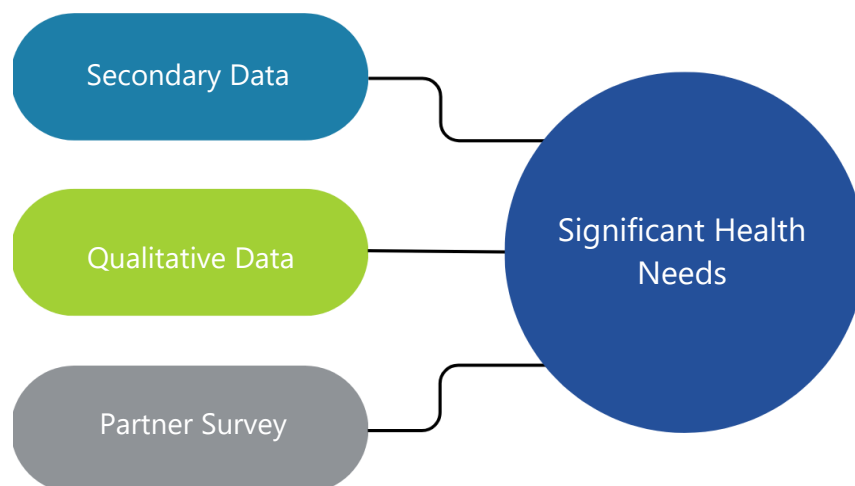 Secondary Data
Qualitative Data
Partner Survey
Significant Health
Needs